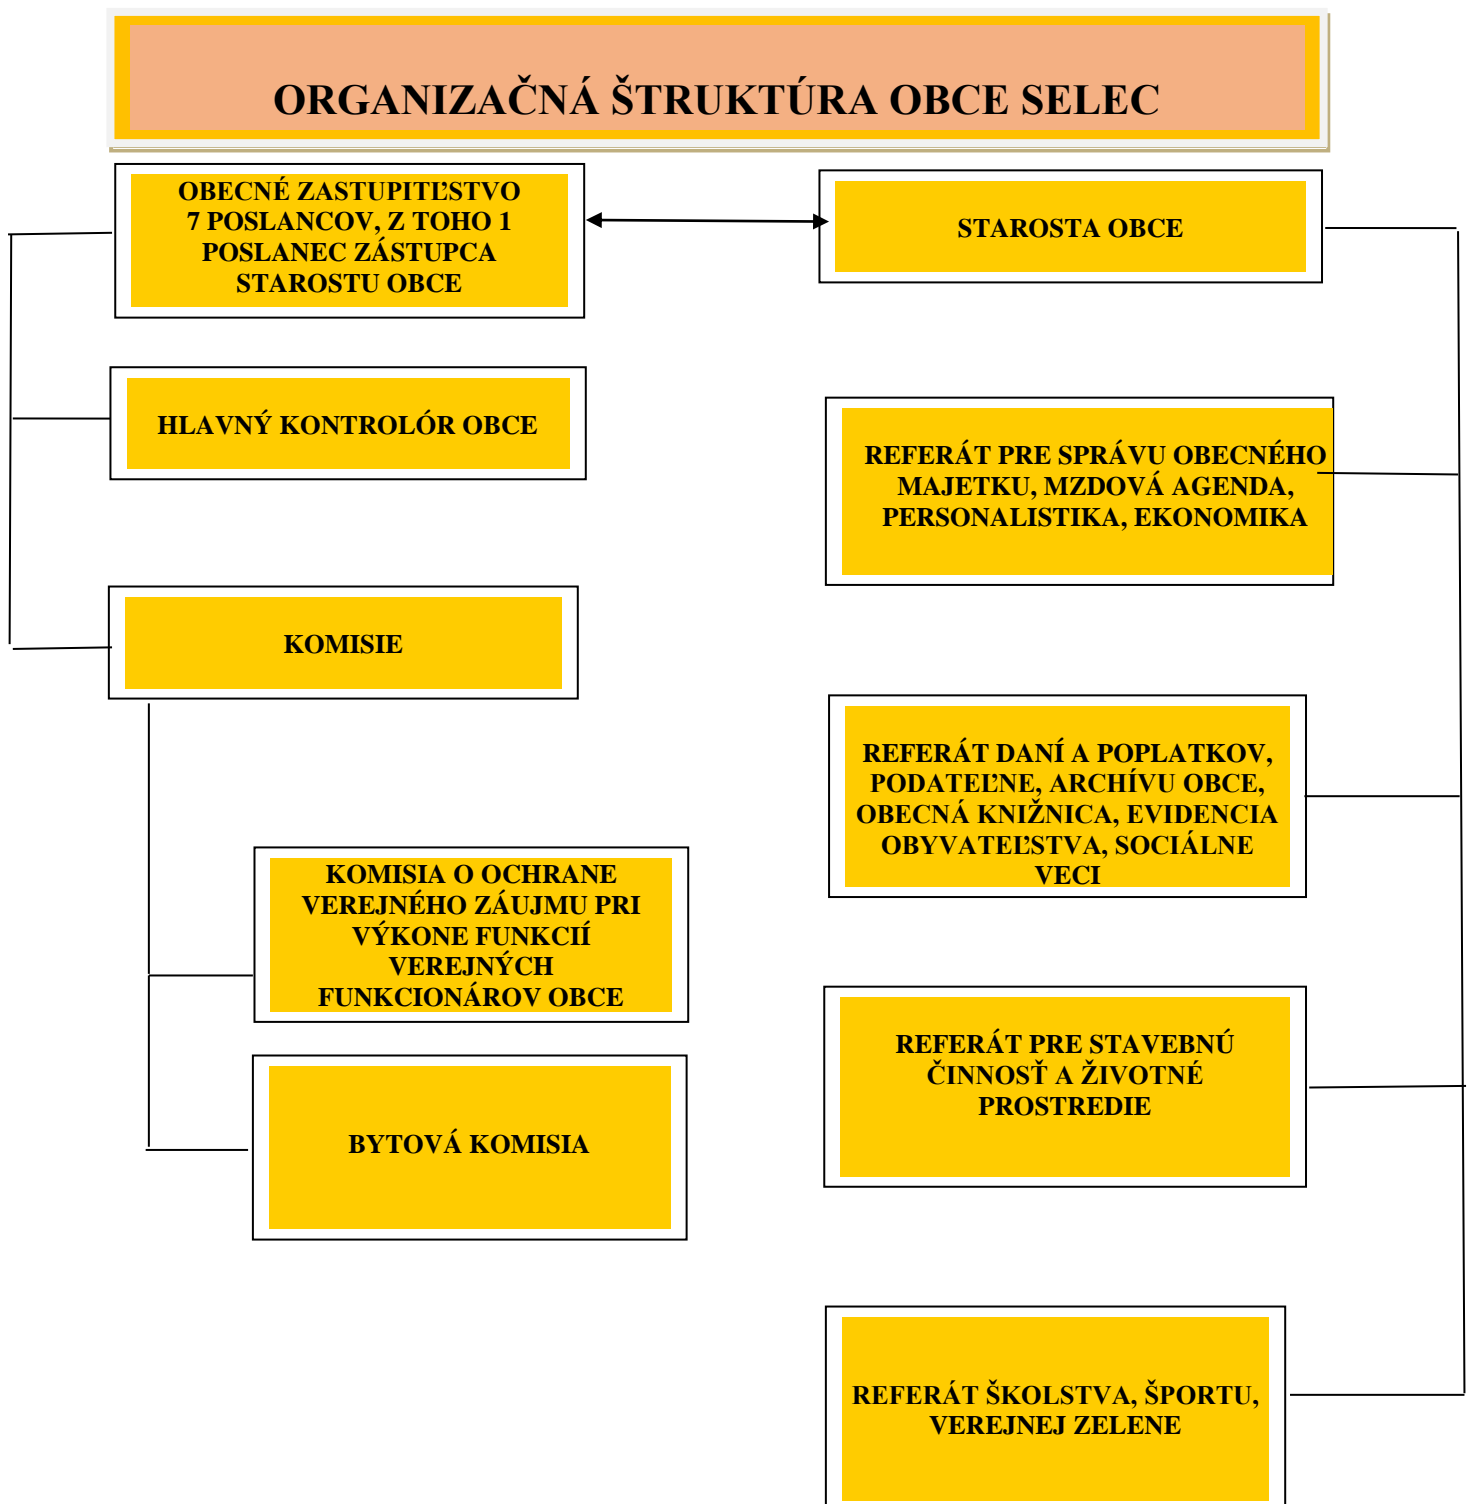 ORGANIZAČNÁ ŠTRUKTÚRA OBCE SELEC
OBECNÉ ZASTUPITĽSTVO
7 POSLANCOV, Z TOHO 1
POSLANEC ZÁSTUPCA
STAROSTU OBCE
STAROSTA OBCE
HLAVNÝ KONTROLÓR OBCE
REFERÁT PRE SPRÁVU OBECNÉHO
MAJETKU, MZDOVÁ AGENDA,
PERSONALISTIKA, EKONOMIKA
KOMISIE
REFERÁT DANÍ A POPLATKOV,
PODATEĽNE, ARCHÍVU OBCE,
OBECNÁ KNIŽNICA, EVIDENCIA
OBYVATEĽSTVA, SOCIÁLNE
VECI
KOMISIA O OCHRANE
VEREJNÉHO ZÁUJMU PRI
VÝKONE FUNKCIÍ
VEREJNÝCH
FUNKCIONÁROV OBCE
REFERÁT PRE STAVEBNÚ
ČINNOSŤ A ŽIVOTNÉ
PROSTREDIE
BYTOVÁ KOMISIA
REFERÁT ŠKOLSTVA, ŠPORTU,
VEREJNEJ ZELENE